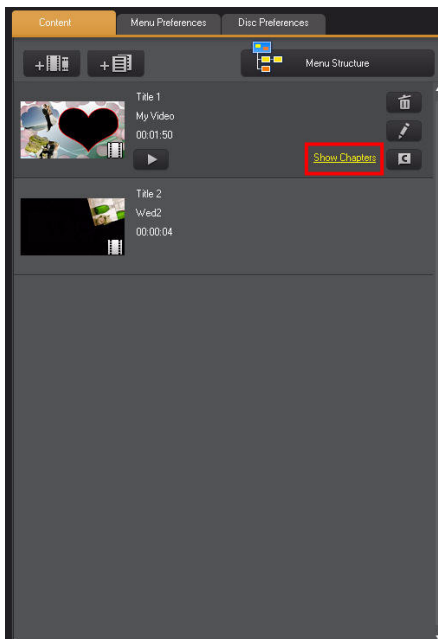 Content
Menu Preferences
Disc Preferences
Menu Structure
Title 1
My Video
00:01:50
Show Chapters
Title 2
Wed2
00:00:04